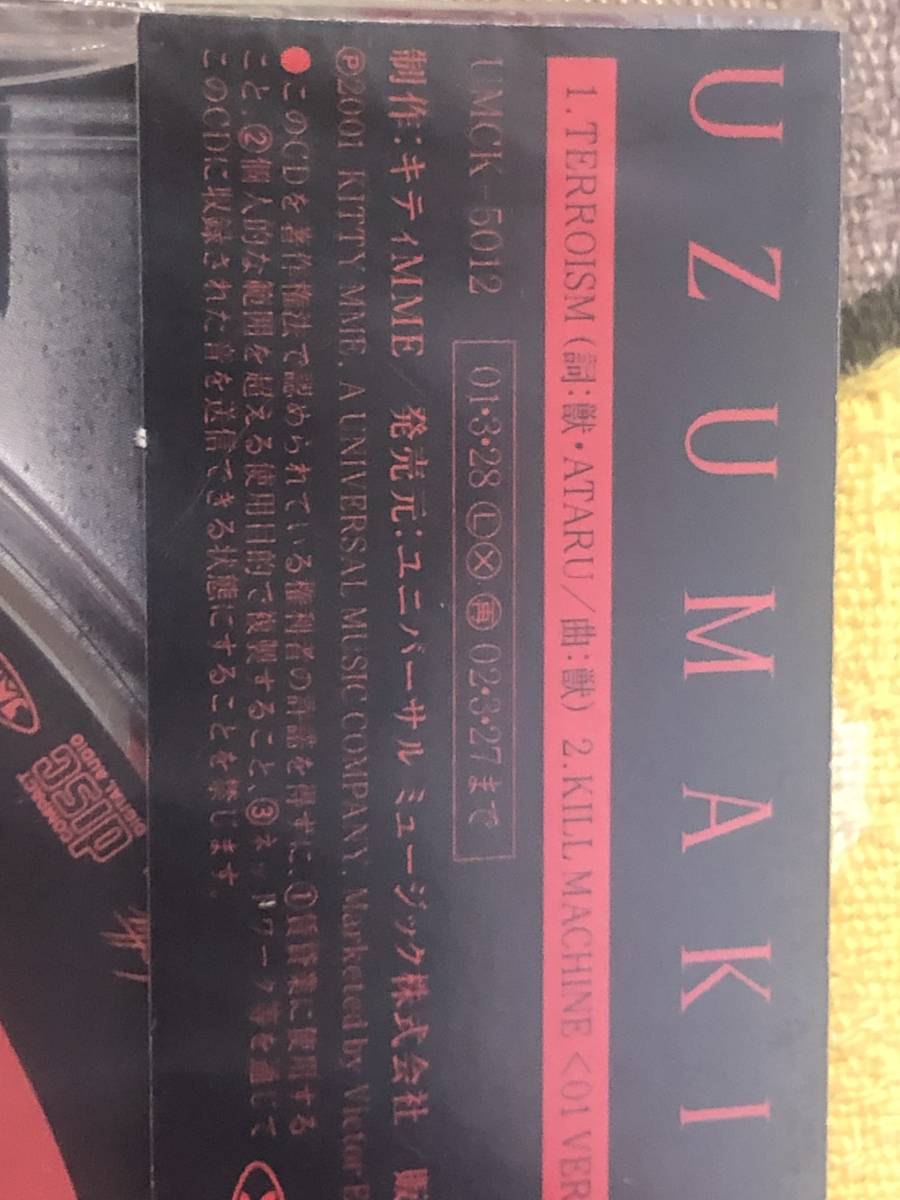 UZUMAKI
1. TERROISM (詞:獣・ATARU/曲:獣) 2. KILL MACHINE <01 VER
UMCK-5012 01・3・28 Ⓛ Ⓧ ㊢ 02・3・27まで
制作:キティMME 発売元:ユニバーサル ミュージック株式会社 販
℗2001 KITTY MME, A UNIVERSAL MUSIC COMPANY. Marketed by Victor E
●このCDを著作権法で認められている権利者の許諾を得ずに、①賃貸業に使用する
こと、②個人的な範囲を超える使用目的で複製すること、③ネットワーク等を通じて
このCDに収録された音を送信できる状態にすることを禁じます。
COMPACT
disc
DIGITAL AUDIO